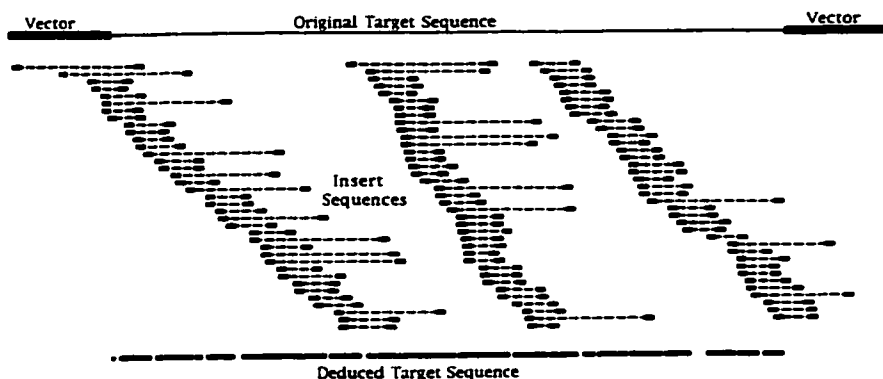 Vector
Original Target Sequence
Vector
Insert
Sequences
Deduced Target Sequence